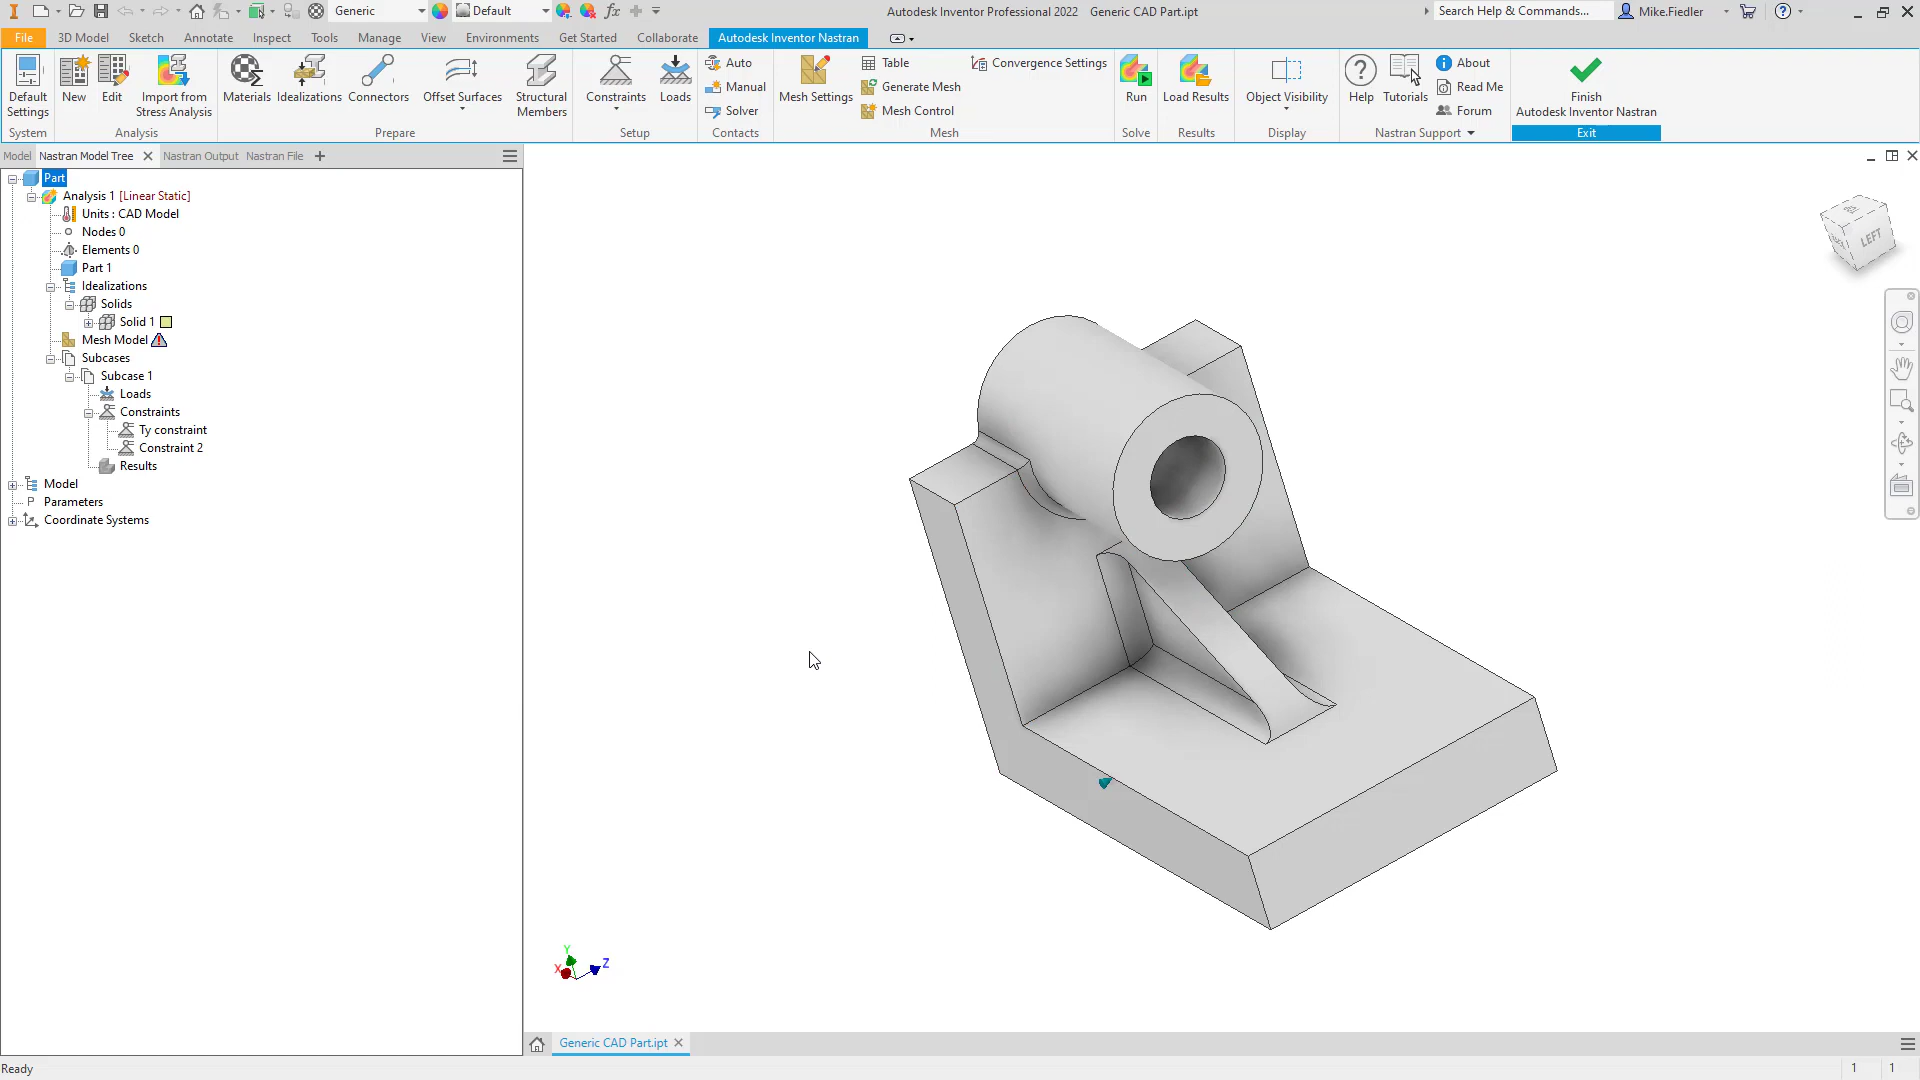 Generic
Default
Autodesk Inventor Professional 2022 Generic CAD Part.ipt
Search Help & Commands...
Mike.Fiedler
File 3D Model Sketch Annotate Inspect Tools Manage View Environments Get Started Collaborate Autodesk Inventor Nastran
Default Settings
System
New
Edit
Import from Stress Analysis
Analysis
Materials
Idealizations
Connectors
Offset Surfaces
Structural Members
Prepare
Constraints
Loads
Setup
Auto
Manual
Solver
Contacts
Mesh Settings
Table
Generate Mesh
Mesh Control
Convergence Settings
Mesh
Run
Solve
Load Results
Results
Object Visibility
Display
Help
Tutorials
About
Read Me
Forum
Nastran Support
Finish
Autodesk Inventor Nastran
Exit
Model Nastran Model Tree Nastran Output Nastran File
Part
Analysis 1 [Linear Static]
Units : CAD Model
Nodes 0
Elements 0
Part 1
Idealizations
Solids
Solid 1
Mesh Model
Subcases
Subcase 1
Loads
Constraints
Ty constraint
Constraint 2
Results
Model
Parameters
Coordinate Systems
LEFT
X
Y
Z
Generic CAD Part.ipt
Ready
1 1